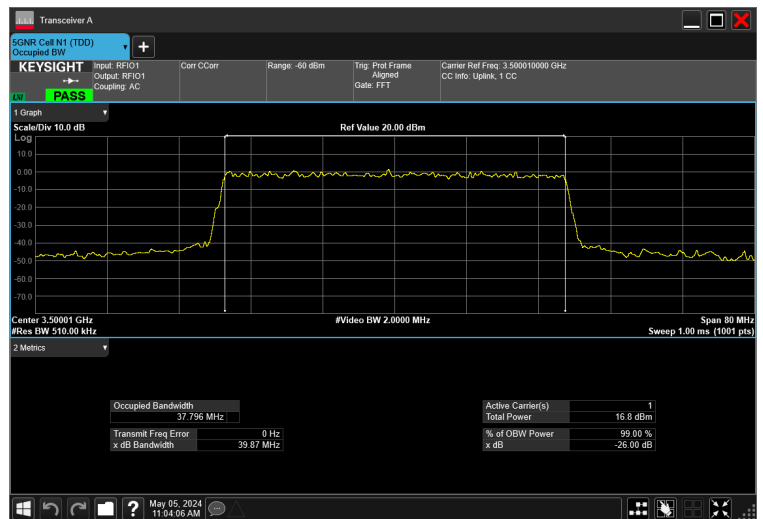 Transceiver A
5GNR Cell N1 (TDD)
Occupied BW
+
KEYSIGHT
LXI
PASS
Input: RFIO1
Output: RFIO1
Coupling: AC
Corr CCorr
Range: -60 dBm
Trig: Prot Frame
Aligned
Gate: FFT
Carrier Ref Freq: 3.500010000 GHz
CC Info: Uplink, 1 CC
1 Graph
Scale/Div 10.0 dB
Ref Value 20.00 dBm
Log
10.0
0.00
-10.0
-20.0
-30.0
-40.0
-50.0
-60.0
-70.0
Center 3.50001 GHz
#Video BW 2.0000 MHz
Span 80 MHz
#Res BW 510.00 kHz
Sweep 1.00 ms (1001 pts)
2 Metrics
Occupied Bandwidth
37.796 MHz
Transmit Freq Error 0 Hz
x dB Bandwidth 39.87 MHz
Active Carrier(s) 1
Total Power 16.8 dBm
% of OBW Power 99.00 %
x dB -26.00 dB
?
May 05, 2024
11:04:06 AM